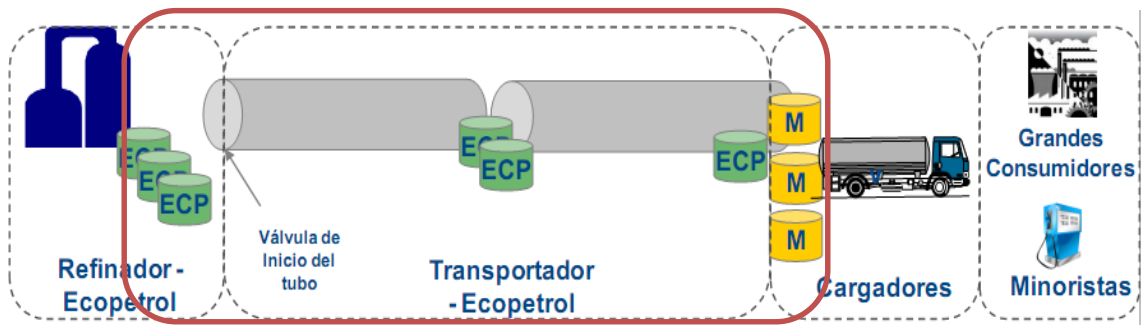 ECP
ECP
ECP
ECP
ECP
ECP
M
M
M
Válvula de
Inicio del
tubo
Refinador -
Ecopetrol
Transportador
- Ecopetrol
Cargadores
Grandes
Consumidores
Minoristas